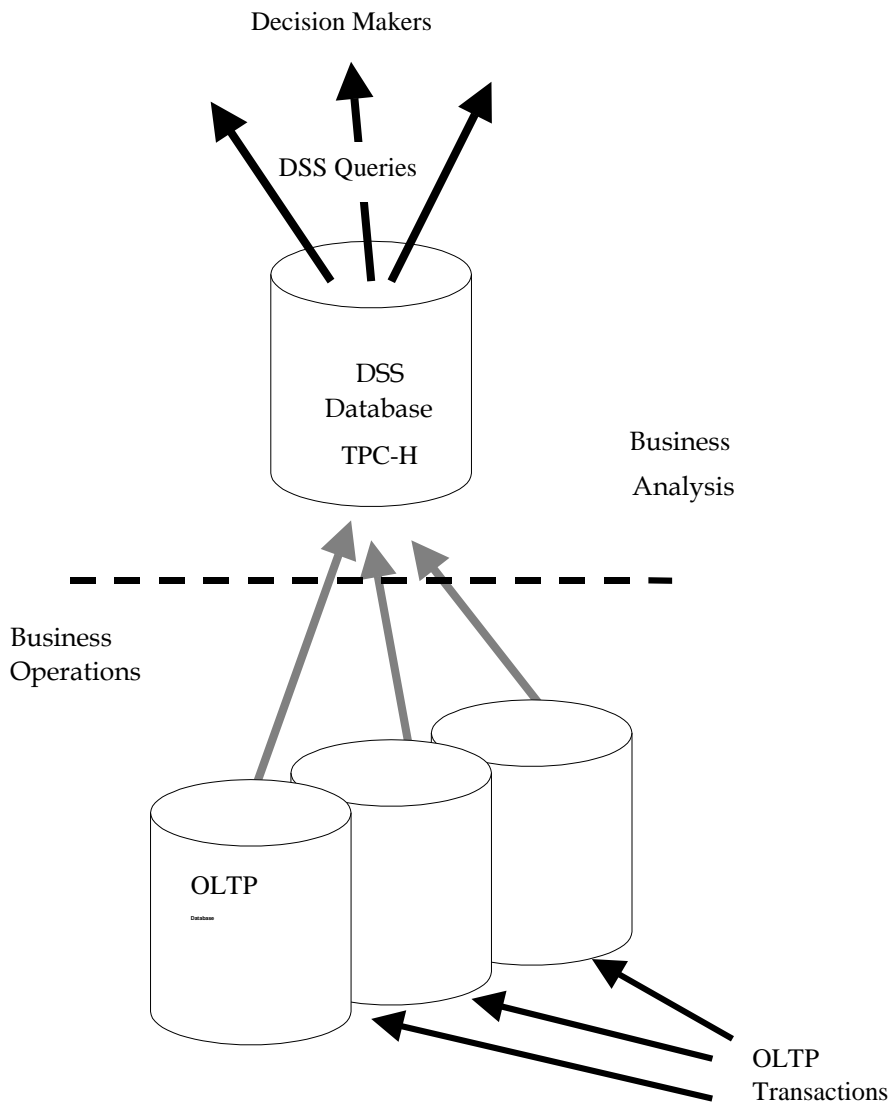 Decision Makers
DSS Queries
DSS
Database
TPC-H
Business
Analysis
Business
Operations
OLTP
Database
OLTP
Transactions